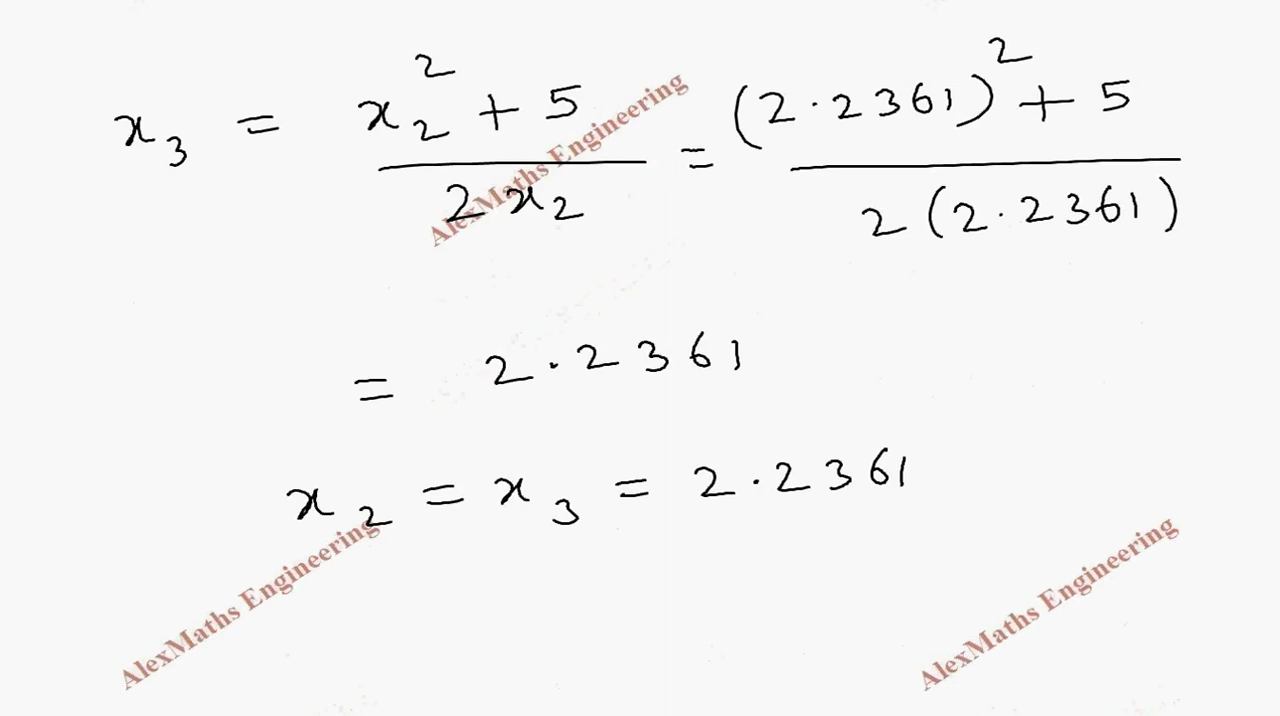 x₃ = (x₂² + 5) / (2 x₂) = ((2.2361)² + 5) / (2 (2.2361))
= 2.2361
x₂ = x₃ = 2.2361
AlexMaths Engineering
AlexMaths Engineering
AlexMaths Engineering